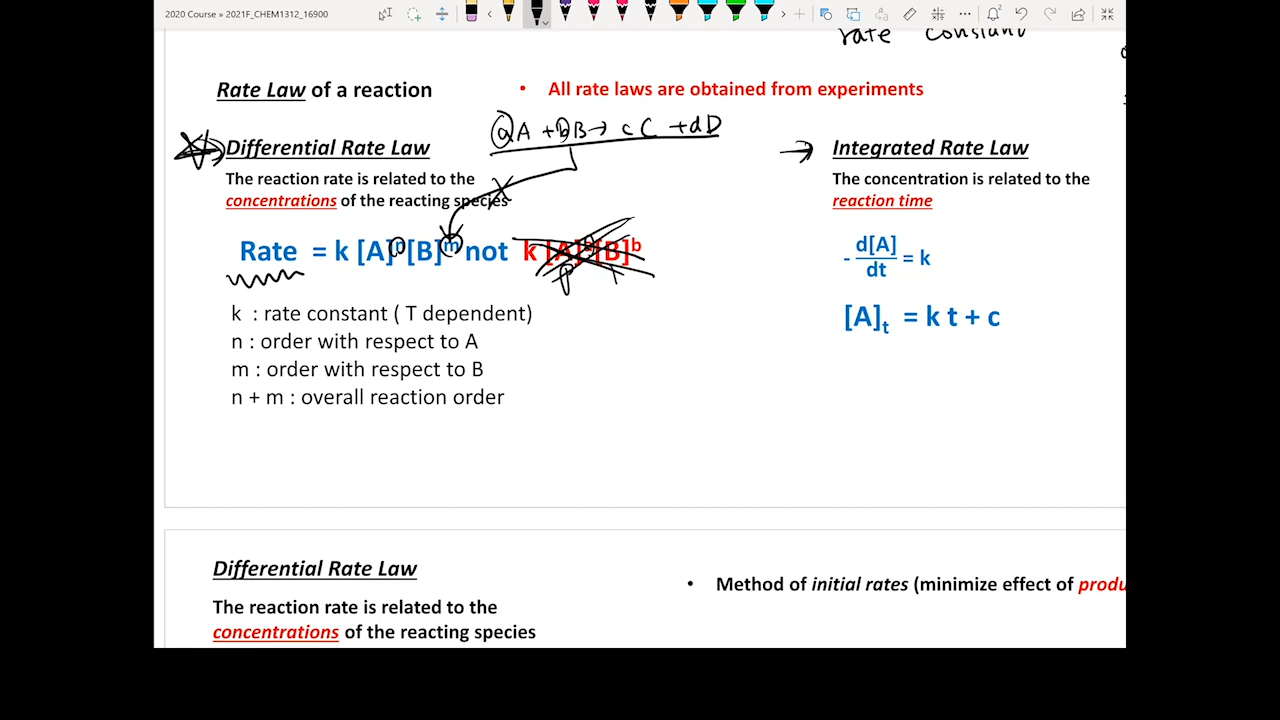 2020 Course » 2021F_CHEM1312_16900
rate constant
Rate Law of a reaction
• All rate laws are obtained from experiments
aA + bB → cC + dD
Differential Rate Law
The reaction rate is related to the
concentrations of the reacting species
Rate = k [A]ⁿ [B]ᵐ not k [A]ᵃ[B]ᵇ
k : rate constant ( T dependent)
n : order with respect to A
m : order with respect to B
n + m : overall reaction order
Integrated Rate Law
The concentration is related to the
reaction time
- d[A]/dt = k
[A]t = k t + c
Differential Rate Law
The reaction rate is related to the
concentrations of the reacting species
• Method of initial rates (minimize effect of produ